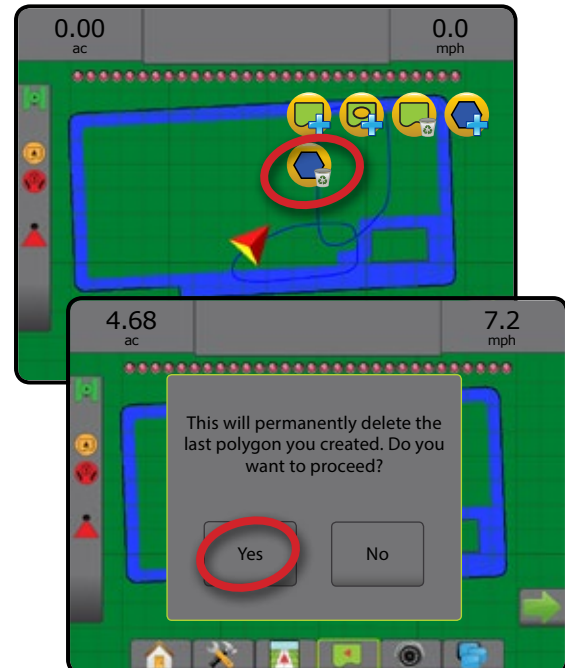 0.00
ac
0.0
mph
4.68
ac
7.2
mph
This will permanently delete the
last polygon you created. Do you
want to proceed?
Yes
No